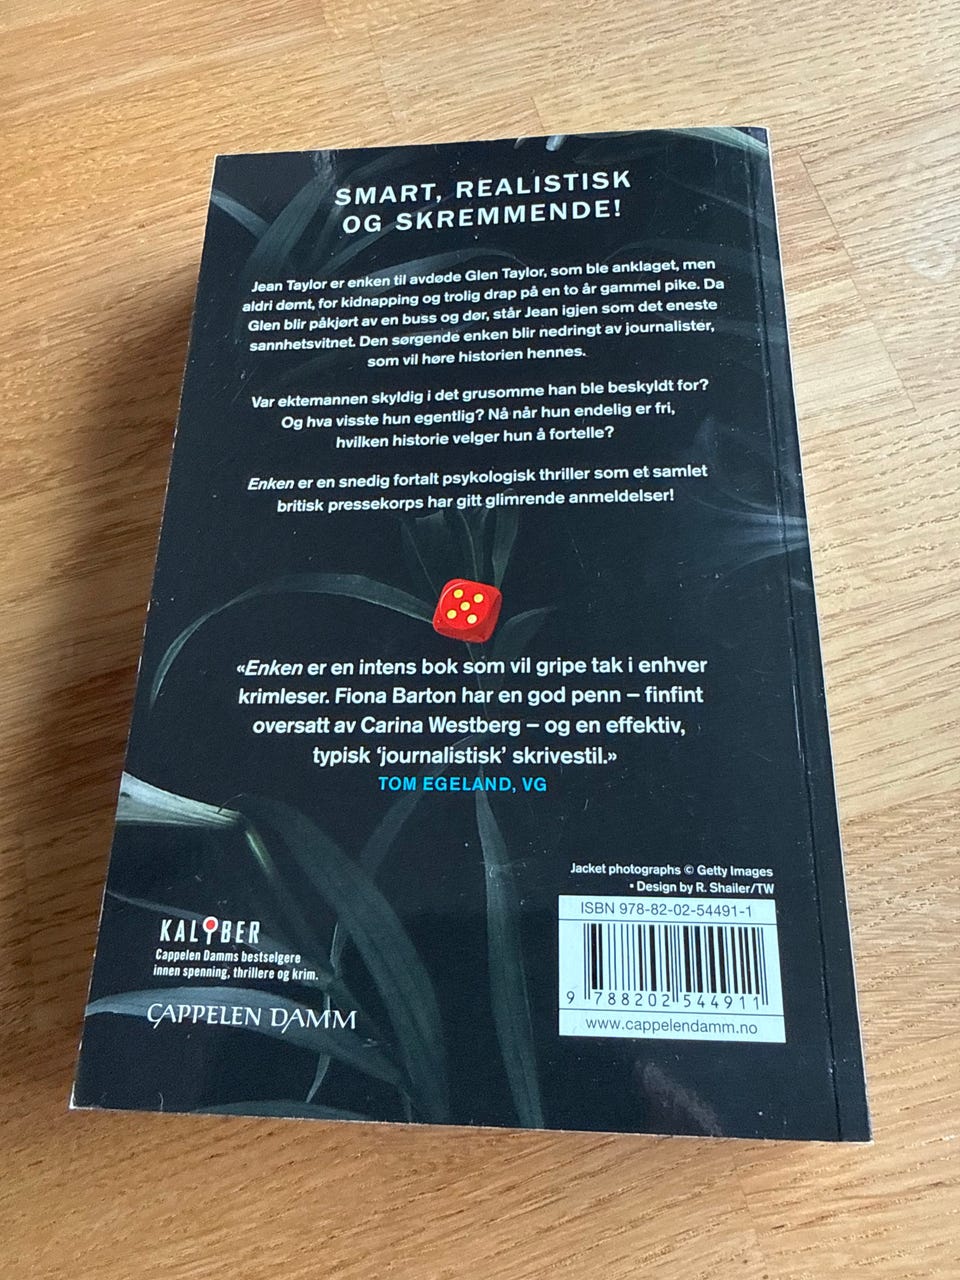 SMART, REALISTISK
OG SKREMMENDE!
Jean Taylor er enken til avdøde Glen Taylor, som ble anklaget, men
aldri dømt, for kidnapping og trolig drap på en to år gammel pike. Da
Glen blir påkjørt av en buss og dør, står Jean igjen som det eneste
sannhetsvitnet. Den sørgende enken blir nedringt av journalister,
som vil høre historien hennes.
Var ektemannen skyldig i det grusomme han ble beskyldt for?
Og hva visste hun egentlig? Nå når hun endelig er fri,
hvilken historie velger hun å fortelle?
Enken er en snedig fortalt psykologisk thriller som et samlet
britisk pressekorps har gitt glimrende anmeldelser!
«Enken er en intens bok som vil gripe tak i enhver
krimleser. Fiona Barton har en god penn – finfint
oversatt av Carina Westberg – og en effektiv,
typisk ‘journalistisk’ skrivestil.»
TOM EGELAND, VG
Jacket photographs © Getty Images
• Design by R. Shailer/TW
ISBN 978-82-02-54491-1
9 788202 544911
www.cappelendamm.no
KALIBER
Cappelen Damms bestselgere
innen spenning, thrillere og krim.
CAPPELEN DAMM